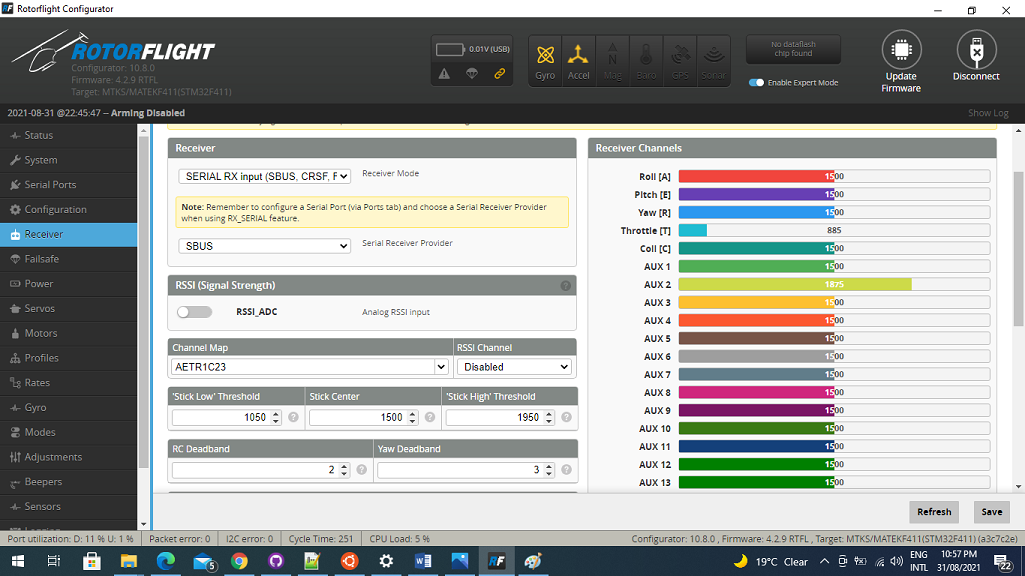 Rotorflight Configurator
ROTORFLIGHT
Configurator: 10.8.0
Firmware: 4.2.9 RTFL
Target: MTKS/MATEKF411(STM32F411)
0.01V (USB)
Gyro
Accel
Mag
Baro
GPS
Sonar
No dataflash
chip found
Enable Expert Mode
Update
Firmware
Disconnect
2021-08-31 @22:45:47 -- Arming Disabled
Show Log
Status
System
Serial Ports
Configuration
Receiver
Failsafe
Power
Servos
Motors
Profiles
Rates
Gyro
Modes
Adjustments
Beepers
Sensors
Receiver
SERIAL RX input (SBUS, CRSF, F
Receiver Mode
Note: Remember to configure a Serial Port (via Ports tab) and choose a Serial Receiver Provider
when using RX_SERIAL feature.
SBUS
Serial Receiver Provider
RSSI (Signal Strength)
RSSI_ADC
Analog RSSI input
Channel Map
RSSI Channel
AETR1C23
Disabled
'Stick Low' Threshold
Stick Center
'Stick High' Threshold
1050
1500
1950
RC Deadband
Yaw Deadband
2
3
Receiver Channels
Roll [A] 1500
Pitch [E] 1500
Yaw [R] 1500
Throttle [T] 885
Coll [C] 1500
AUX 1 1500
AUX 2 1875
AUX 3 1500
AUX 4 1500
AUX 5 1500
AUX 6 1500
AUX 7 1500
AUX 8 1500
AUX 9 1500
AUX 10 1500
AUX 11 1500
AUX 12 1500
AUX 13 1500
Refresh
Save
Port utilization: D: 11 % U: 1 %
Packet error: 0
I2C error: 0
Cycle Time: 251
CPU Load: 5 %
Configurator: 10.8.0 , Firmware: 4.2.9 RTFL , Target: MTKS/MATEKF411 (a3c7c2e)
5
RF
19°C Clear
ENG
INTL
10:57 PM
31/08/2021
22